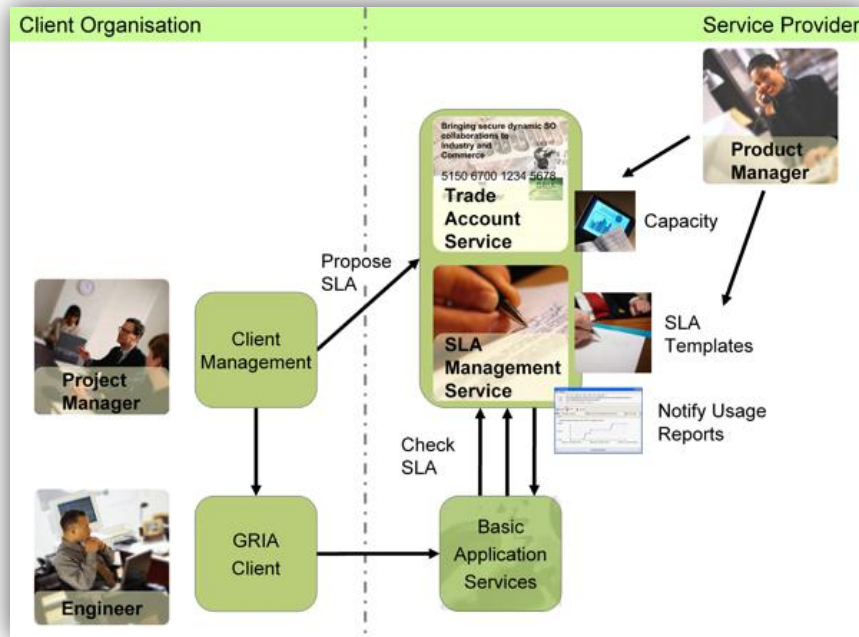 Client Organisation
Service Provider
Bringing secure dynamic SO
collaborations to
Industry and
Commerce
5150 6700 1234 5678
Trade
Account
Service
Product
Manager
Capacity
Propose
SLA
Client
Management
Project
Manager
SLA
Management
Service
SLA
Templates
Notify Usage
Reports
Check
SLA
GRIA
Client
Basic
Application
Services
Engineer